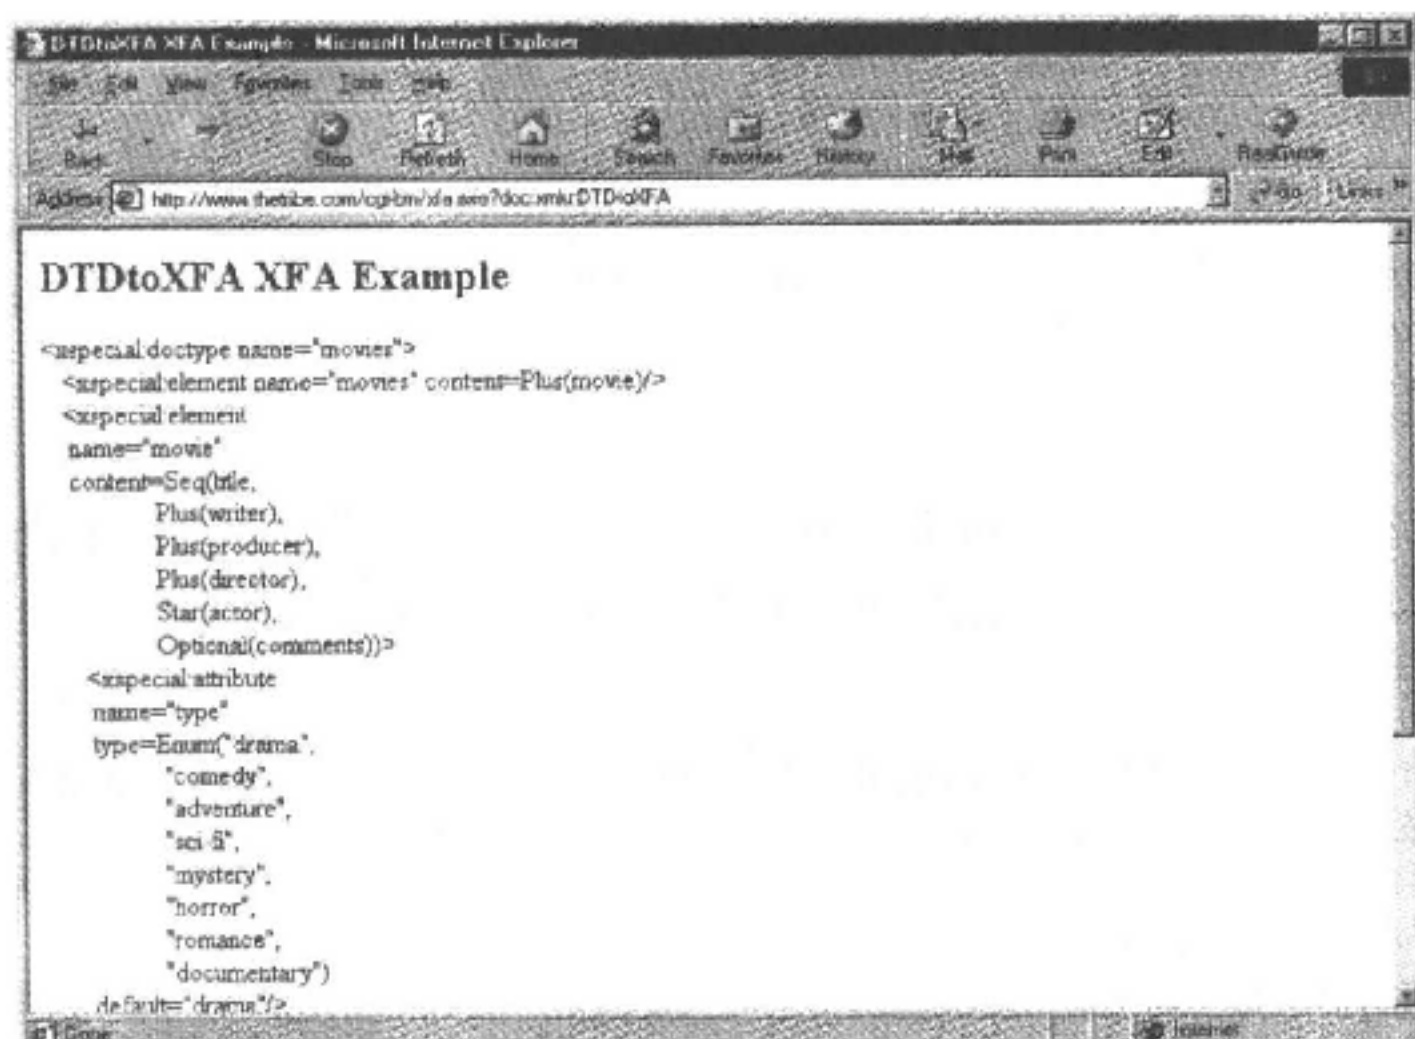 DTDtoXFA XFA Example - Microsoft Internet Explorer
File Edit View Favorites Tools Help
Back Stop Refresh Home Search Favorites History Mail Print Edit RealGuide
Address Go Links
DTDtoXFA XFA Example
<xspecial:doctype name="movies">
<xspecial:element name="movies" content=Plus(movie)/>
<xspecial:element
name="movie"
content=Seq(title,
Plus(writer),
Plus(producer),
Plus(director),
Star(actor),
Optional(comments))>
<xspecial:attribute
name="type"
type=Enum("drama",
"comedy",
"adventure",
"sci-fi",
"mystery",
"horror",
"romance",
"documentary")
default="drama"/>
Done Internet